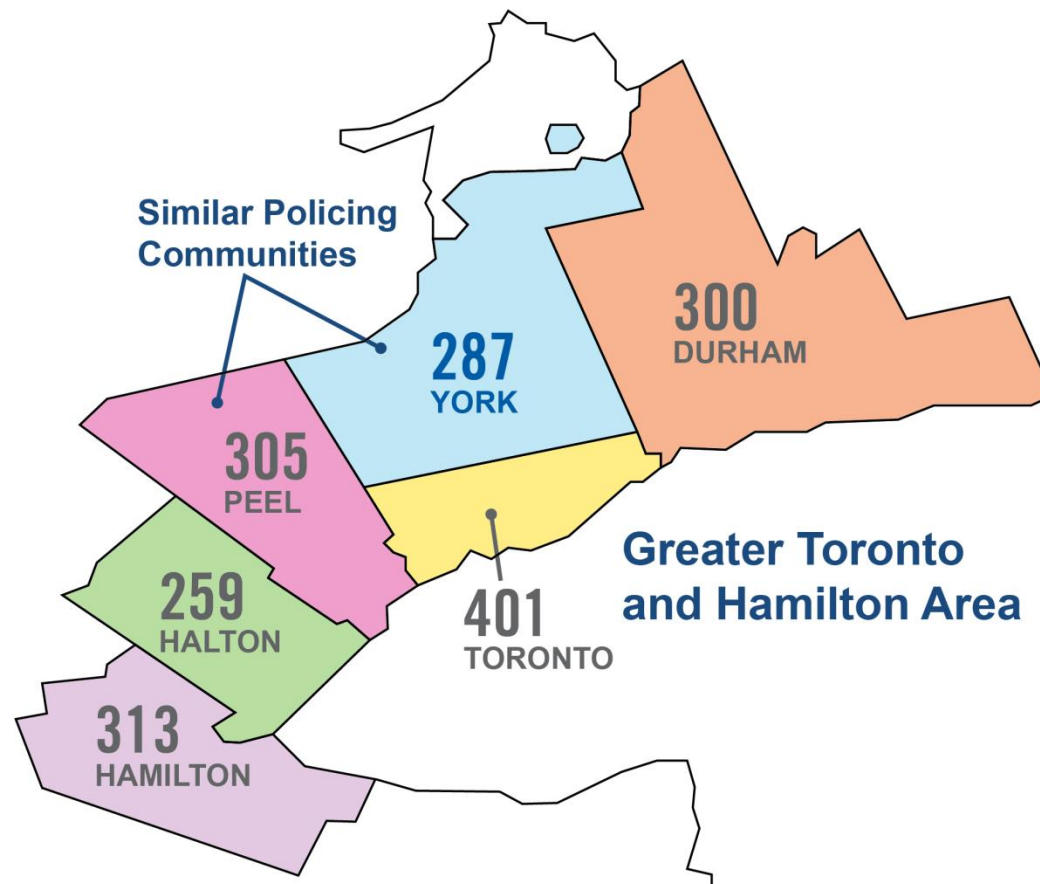 Similar Policing
Communities
300
DURHAM
287
YORK
305
PEEL
259
HALTON
401
TORONTO
Greater Toronto
and Hamilton Area
313
HAMILTON